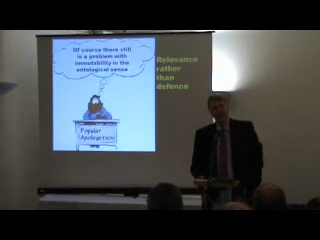 Of course there still
is a problem with
immutability in the
ontological sense
Relevance
rather
than
defence
Popular
Apologetics